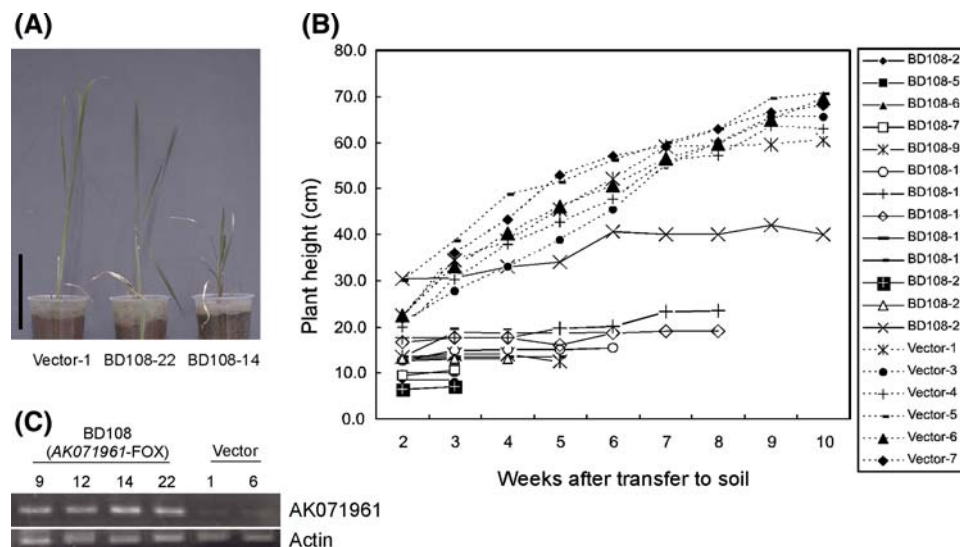 (A)
Vector-1 BD108-22 BD108-14
(B)
80.0
70.0
60.0
50.0
40.0
30.0
20.0
10.0
0.0
Plant height (cm)
2 3 4 5 6 7 8 9 10
Weeks after transfer to soil
BD108-2
BD108-5
BD108-6
BD108-7
BD108-9
BD108-1
BD108-1
BD108-1
BD108-1
BD108-1
BD108-2
BD108-2
BD108-2
Vector-1
Vector-3
Vector-4
Vector-5
Vector-6
Vector-7
(C)
BD108
(AK071961-FOX)
Vector
9 12 14 22 1 6
AK071961
Actin